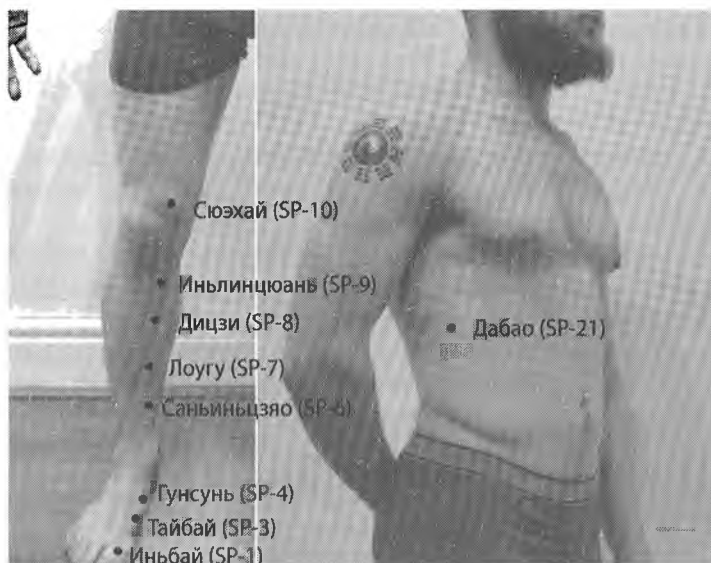 Сюэхай (SP-10)
Иньлинцюань (SP-9)
Дицзи (SP-8)
Лоугу (SP-7)
Саньиньцзяо (SP-6)
Гунсунь (SP-4)
Тайбай (SP-3)
Иньбай (SP-1)
Дабао (SP-21)